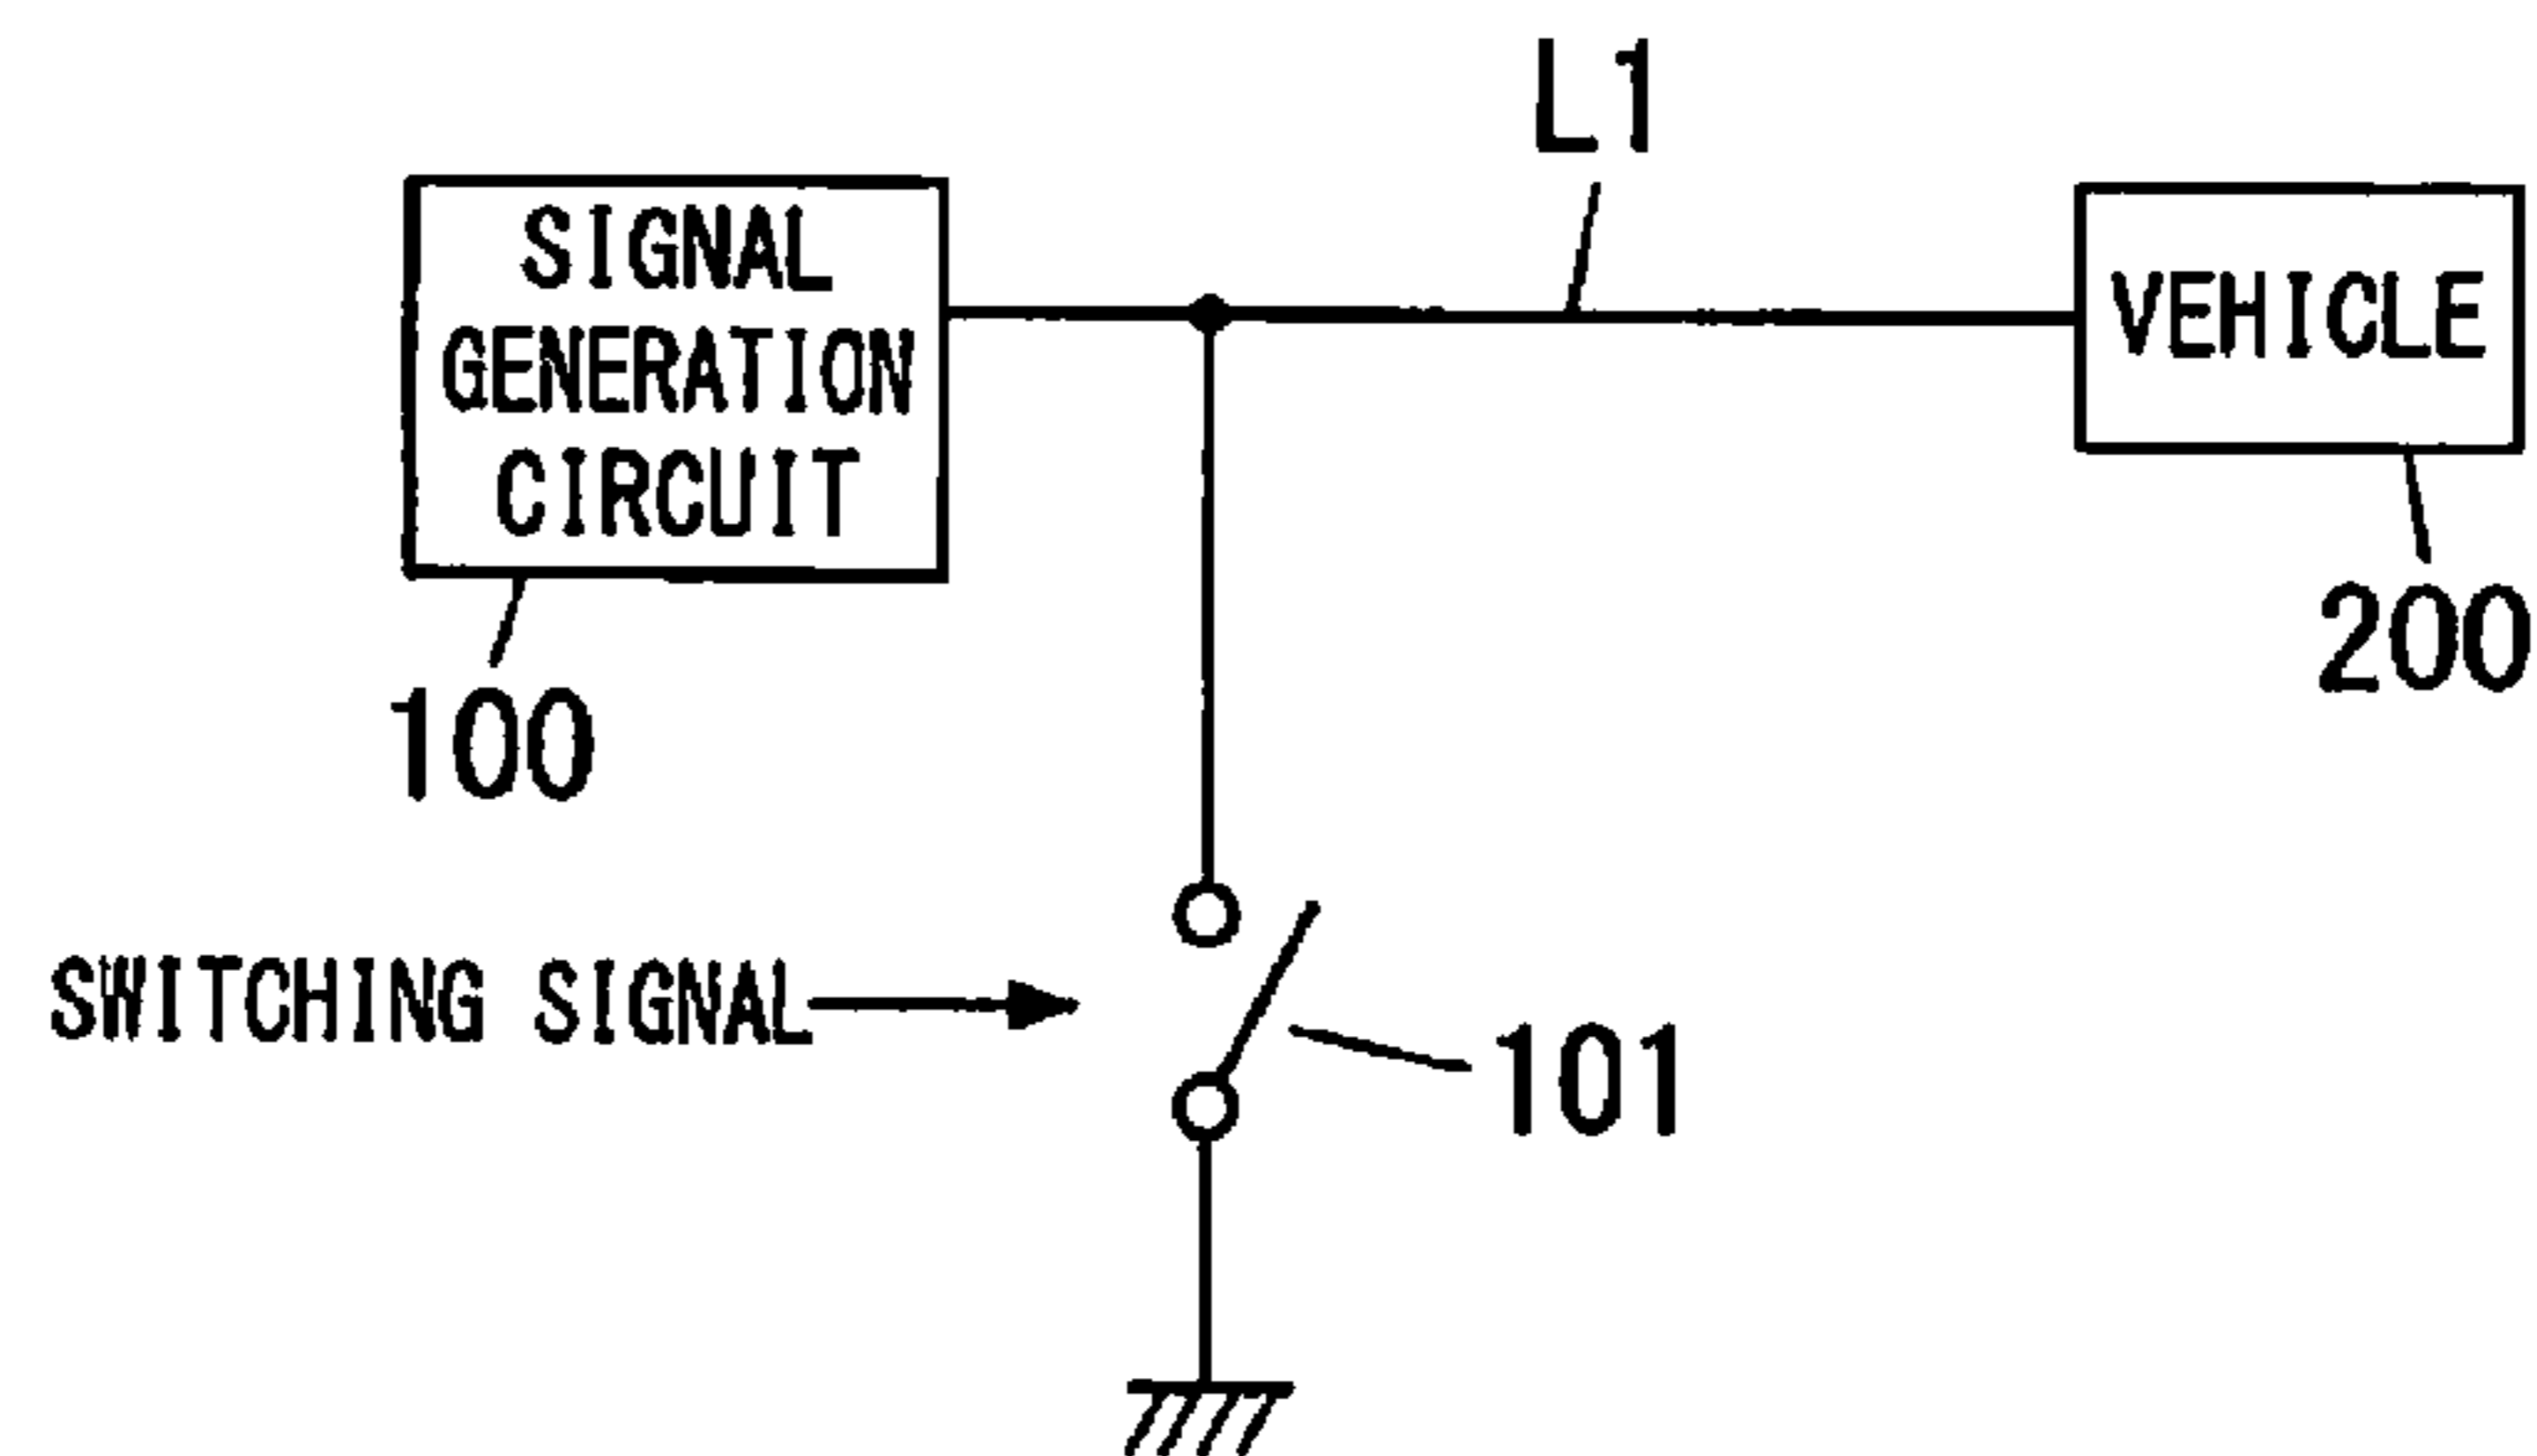 L1
SIGNAL
GENERATION
CIRCUIT
VEHICLE
200
100
SWITCHING SIGNAL
101